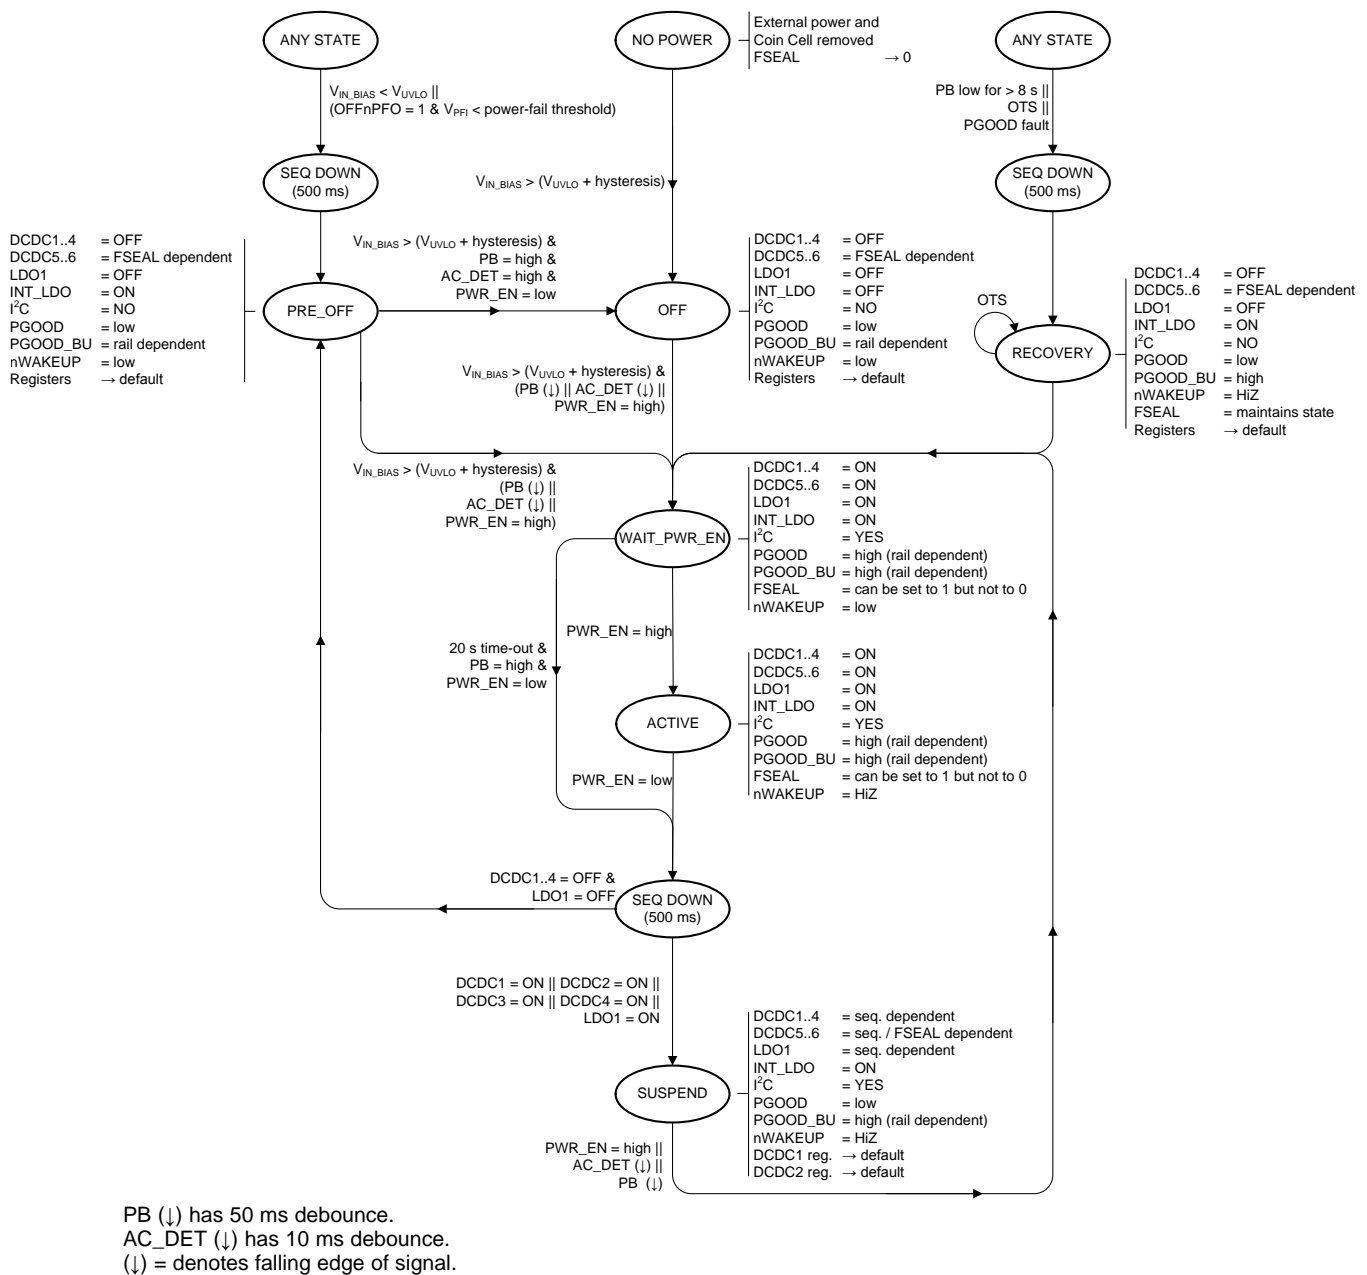 ANY STATE
NO POWER
External power and
Coin Cell removed
FSEAL → 0
ANY STATE
V_IN_BIAS < V_UVLO ||
(OFFnPFO = 1 & V_PFI < power-fail threshold)
PB low for > 8 s ||
OTS ||
PGOOD fault
SEQ DOWN
(500 ms)
V_IN_BIAS > (V_UVLO + hysteresis)
SEQ DOWN
(500 ms)
DCDC1..4 = OFF
DCDC5..6 = FSEAL dependent
LDO1 = OFF
INT_LDO = ON
I²C = NO
PGOOD = low
PGOOD_BU = rail dependent
nWAKEUP = low
Registers → default
PRE_OFF
V_IN_BIAS > (V_UVLO + hysteresis) &
PB = high &
AC_DET = high &
PWR_EN = low
OFF
DCDC1..4 = OFF
DCDC5..6 = FSEAL dependent
LDO1 = OFF
INT_LDO = OFF
I²C = NO
PGOOD = low
PGOOD_BU = rail dependent
nWAKEUP = low
Registers → default
OTS
RECOVERY
DCDC1..4 = OFF
DCDC5..6 = FSEAL dependent
LDO1 = OFF
INT_LDO = ON
I²C = NO
PGOOD = low
PGOOD_BU = high
nWAKEUP = HiZ
FSEAL = maintains state
Registers → default
V_IN_BIAS > (V_UVLO + hysteresis) &
(PB (↓) || AC_DET (↓) ||
PWR_EN = high)
V_IN_BIAS > (V_UVLO + hysteresis) &
(PB (↓) ||
AC_DET (↓) ||
PWR_EN = high)
WAIT_PWR_EN
DCDC1..4 = ON
DCDC5..6 = ON
LDO1 = ON
INT_LDO = ON
I²C = YES
PGOOD = high (rail dependent)
PGOOD_BU = high (rail dependent)
FSEAL = can be set to 1 but not to 0
nWAKEUP = low
PWR_EN = high
20 s time-out &
PB = high &
PWR_EN = low
ACTIVE
DCDC1..4 = ON
DCDC5..6 = ON
LDO1 = ON
INT_LDO = ON
I²C = YES
PGOOD = high (rail dependent)
PGOOD_BU = high (rail dependent)
FSEAL = can be set to 1 but not to 0
nWAKEUP = HiZ
PWR_EN = low
DCDC1..4 = OFF &
LDO1 = OFF
SEQ DOWN
(500 ms)
DCDC1 = ON || DCDC2 = ON ||
DCDC3 = ON || DCDC4 = ON ||
LDO1 = ON
SUSPEND
DCDC1..4 = seq. dependent
DCDC5..6 = seq. / FSEAL dependent
LDO1 = seq. dependent
INT_LDO = ON
I²C = YES
PGOOD = low
PGOOD_BU = high (rail dependent)
nWAKEUP = HiZ
DCDC1 reg. → default
DCDC2 reg. → default
PWR_EN = high ||
AC_DET (↓) ||
PB (↓)
PB (↓) has 50 ms debounce.
AC_DET (↓) has 10 ms debounce.
(↓) = denotes falling edge of signal.